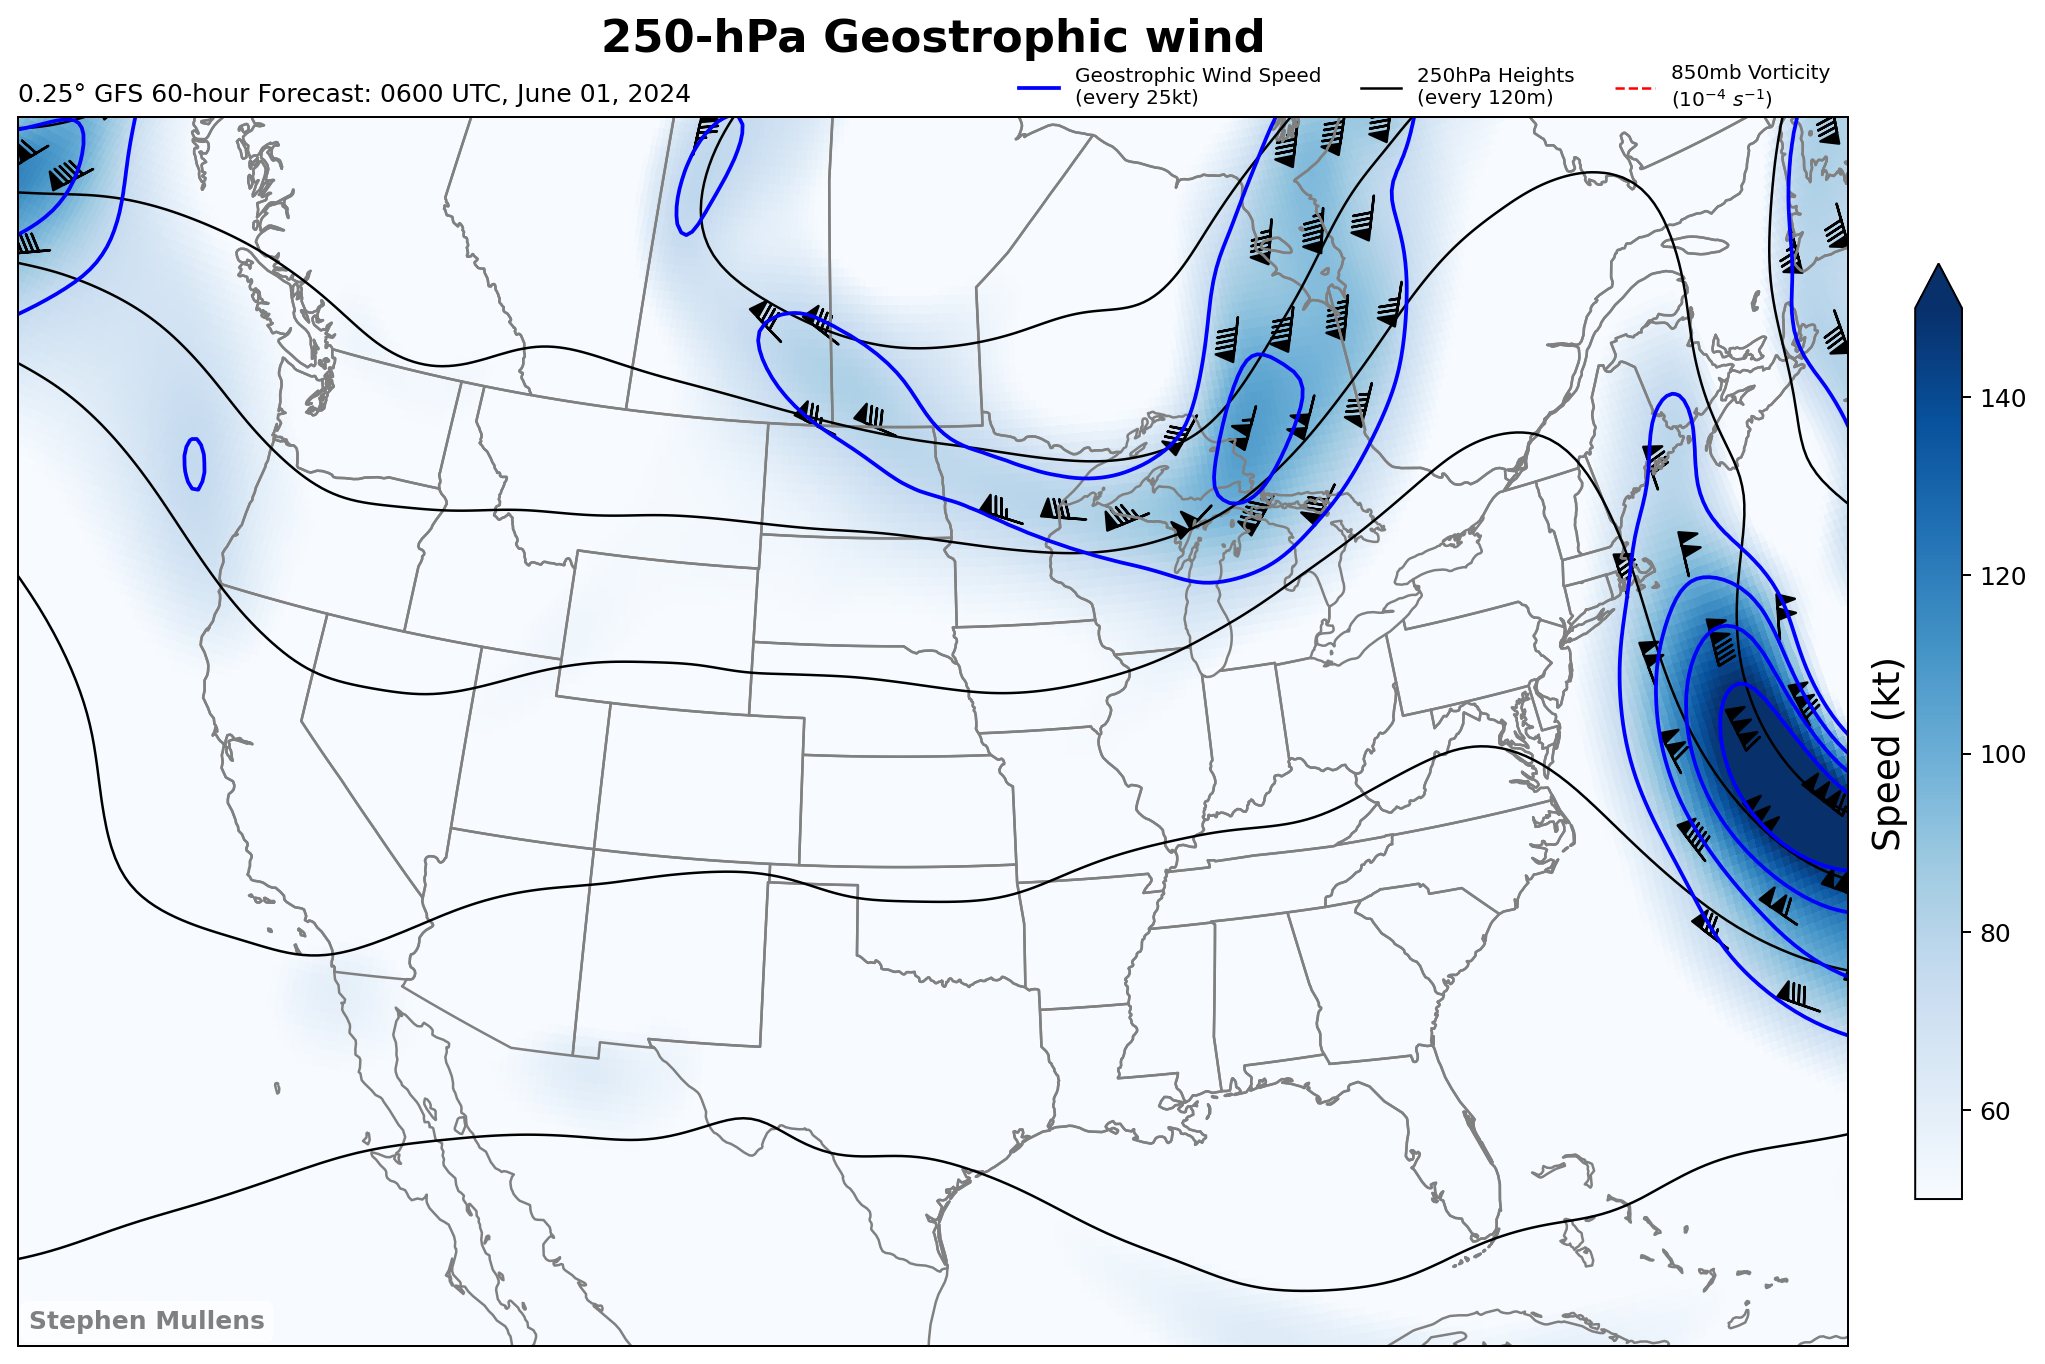 250-hPa Geostrophic wind
0.25° GFS 60-hour Forecast: 0600 UTC, June 01, 2024
Geostrophic Wind Speed
(every 25kt)
250hPa Heights
(every 120m)
850mb Vorticity
(10⁻⁴ s⁻¹)
140
120
100
80
60
Speed (kt)
Stephen Mullens